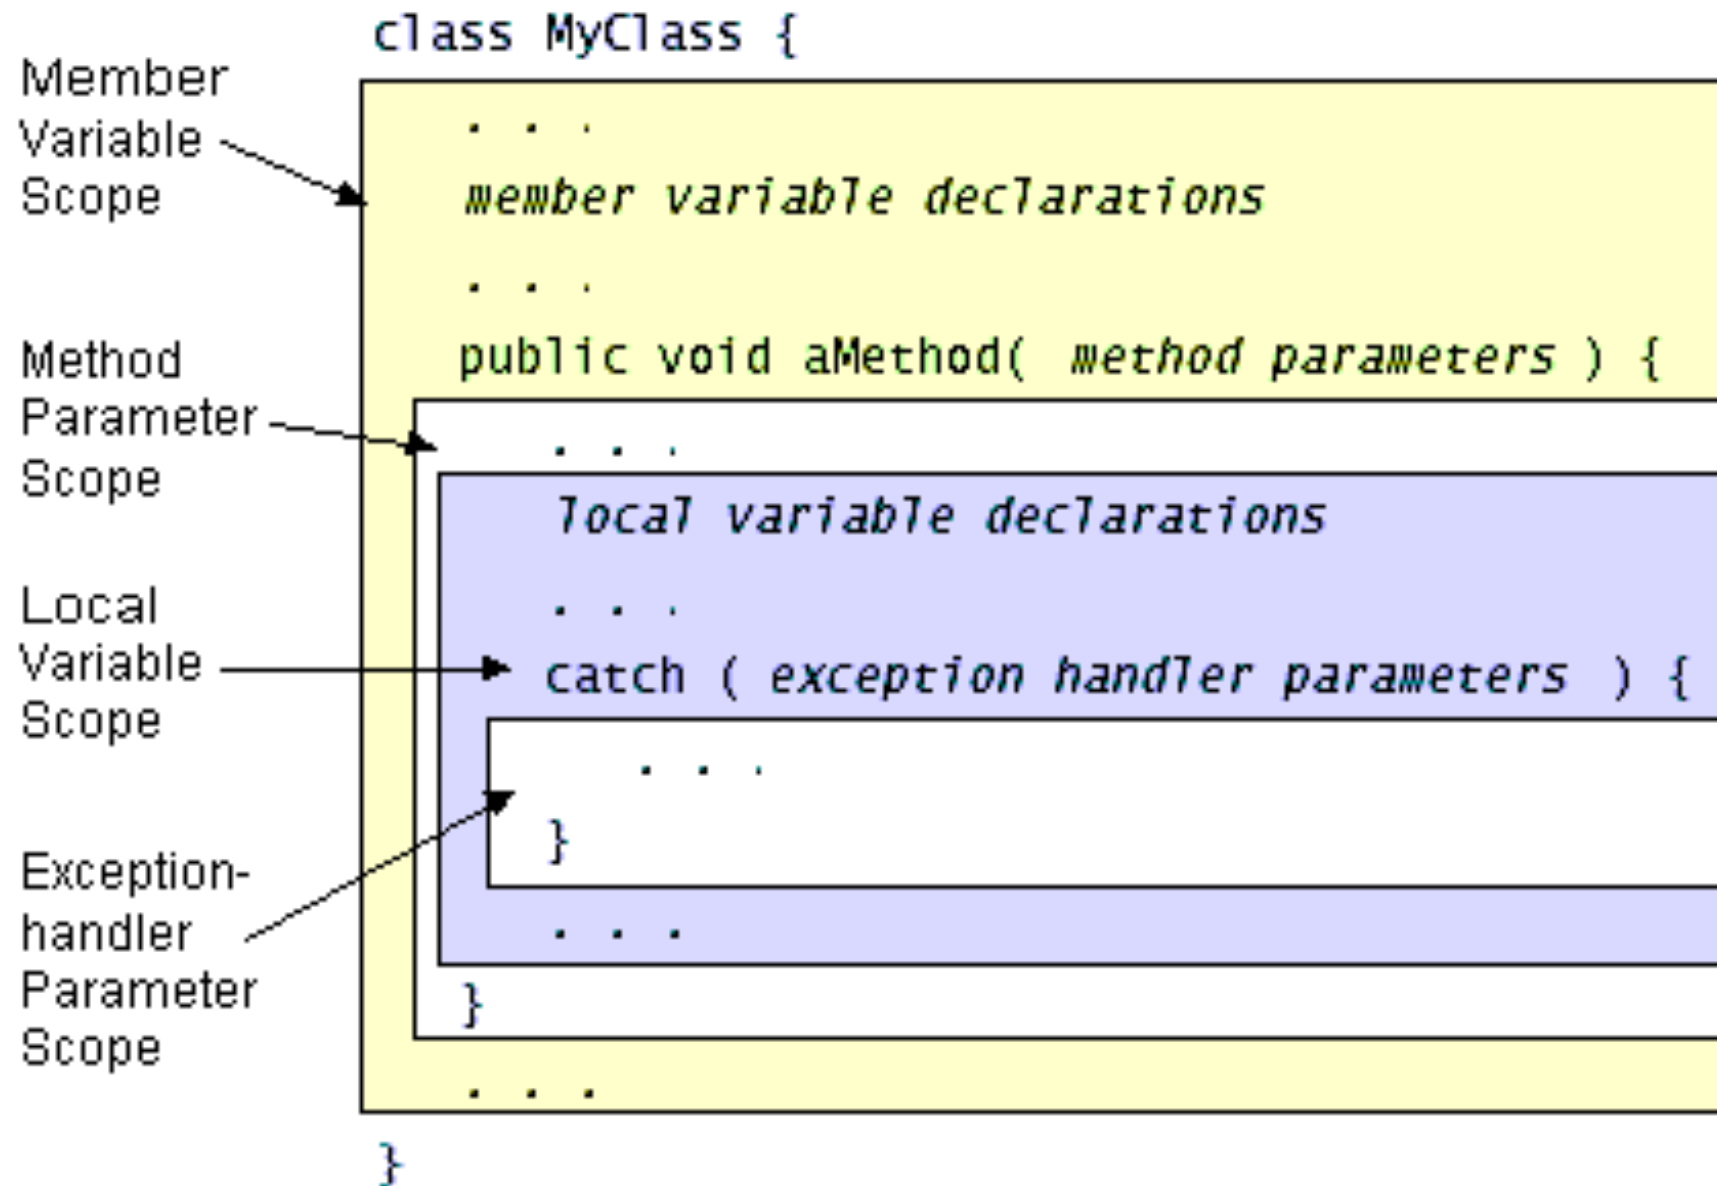 class MyClass {
Member
Variable
Scope
. . .
member variable declarations
. . .
public void aMethod( method parameters ) {
Method
Parameter
Scope
. . .
local variable declarations
. . .
Local
Variable
Scope
catch ( exception handler parameters ) {
. . .
}
Exception-
handler
Parameter
Scope
. . .
}
. . .
}